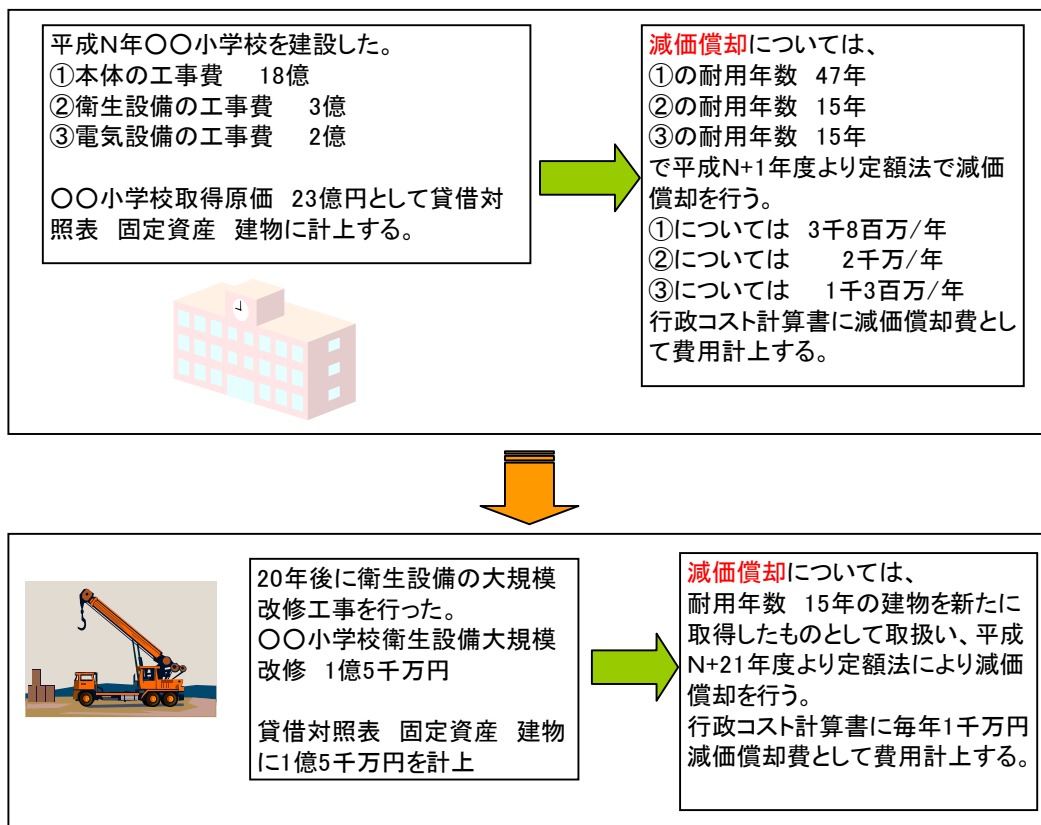 平成N年〇〇小学校を建設した。
①本体の工事費　18億
②衛生設備の工事費　3億
③電気設備の工事費　2億
〇〇小学校取得原価　23億円として貸借対
照表　固定資産　建物に計上する。
減価償却については、
①の耐用年数　47年
②の耐用年数　15年
③の耐用年数　15年
で平成N+1年度より定額法で減価
償却を行う。
①については　3千8百万/年
②については　2千万/年
③については　1千3百万/年
行政コスト計算書に減価償却費とし
て費用計上する。
20年後に衛生設備の大規模
改修工事を行った。
〇〇小学校衛生設備大規模
改修　1億5千万円
貸借対照表　固定資産　建物
に1億5千万円を計上
減価償却については、
耐用年数　15年の建物を新たに
取得したものとして取扱い、平成
N+21年度より定額法により減価
償却を行う。
行政コスト計算書に毎年1千万円
減価償却費として費用計上する。